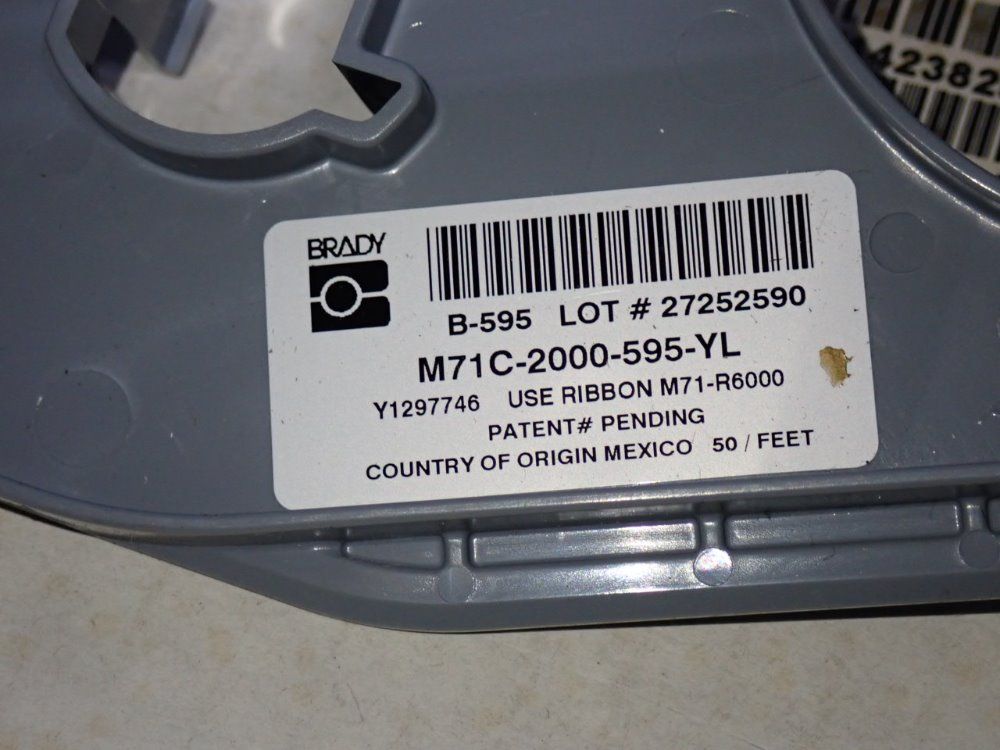 42382
BRADY
B-595 LOT # 27252590
M71C-2000-595-YL
Y1297746 USE RIBBON M71-R6000
PATENT# PENDING
COUNTRY OF ORIGIN MEXICO 50 / FEET